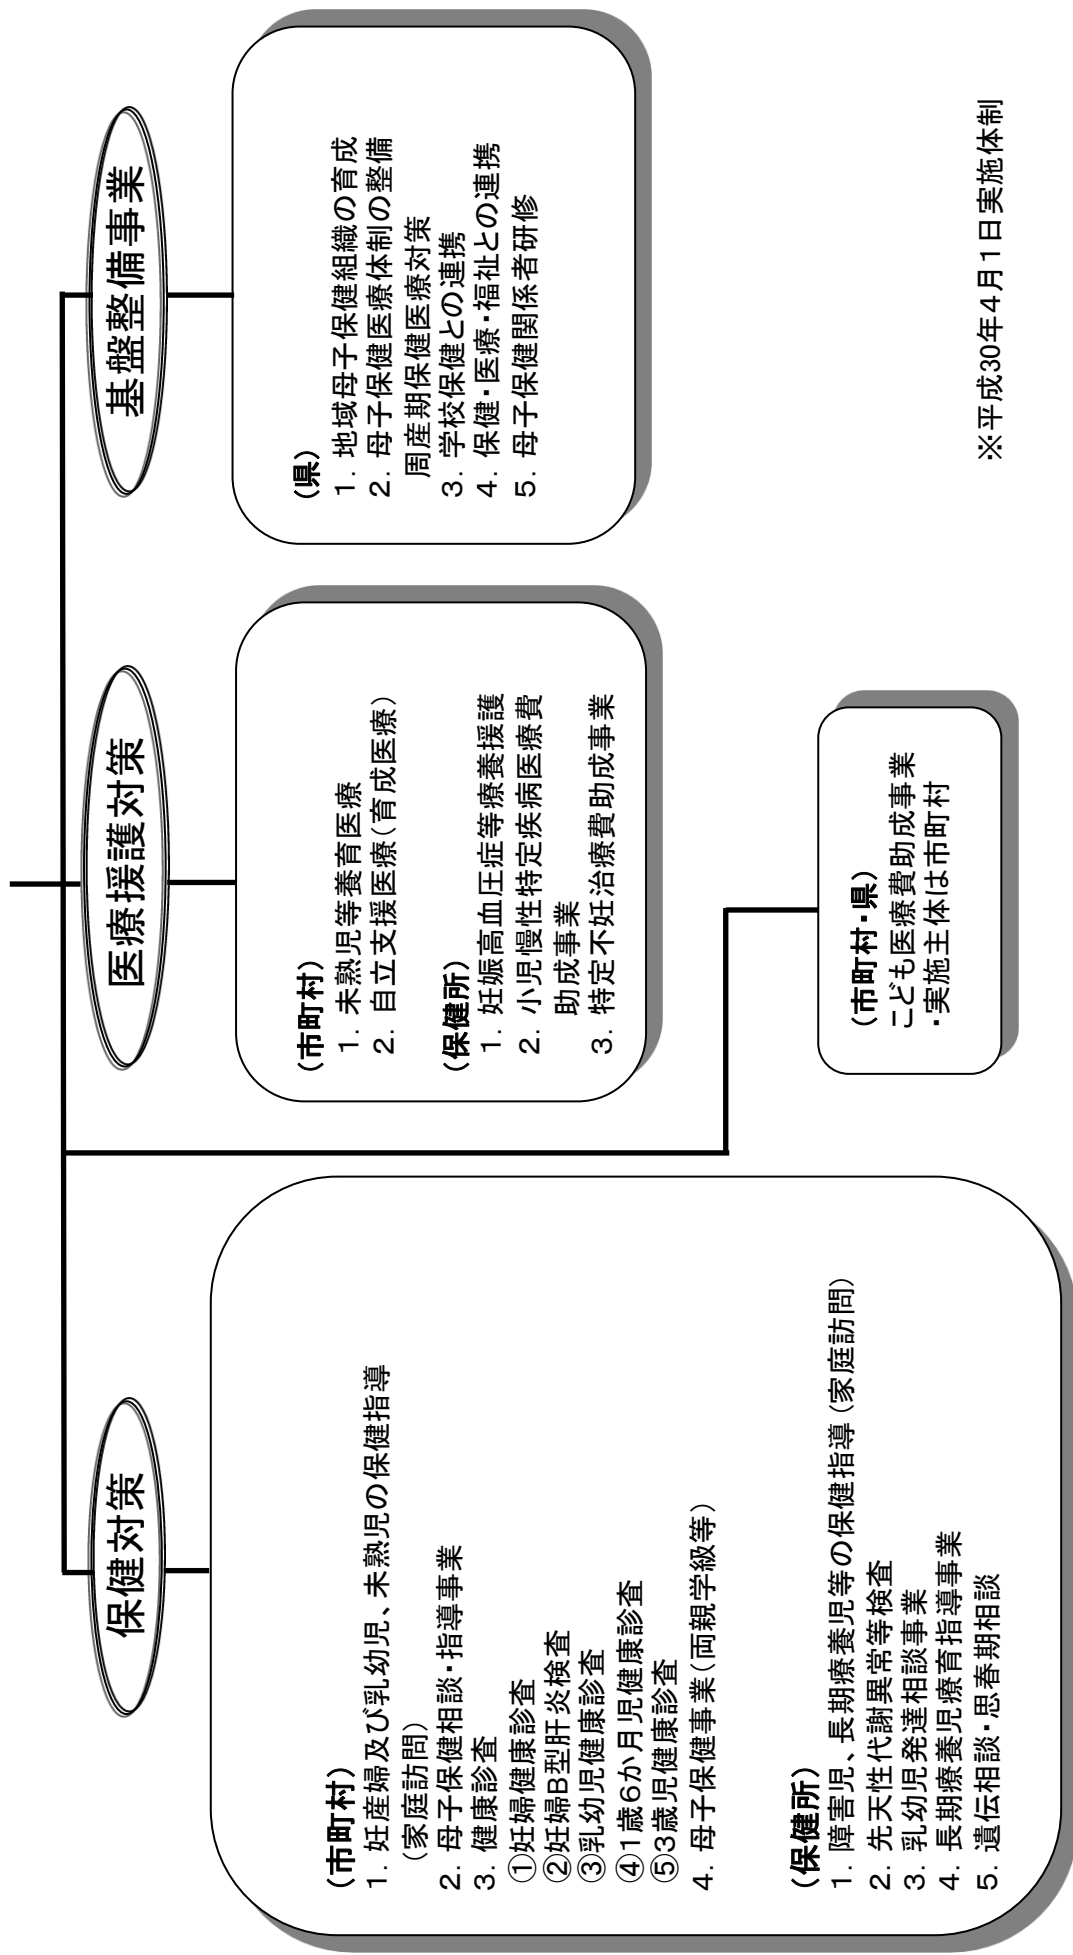 保健対策
(市町村)
1. 妊産婦及び乳幼児、未熟児の保健指導
(家庭訪問)
2. 母子保健相談・指導事業
3. 健康診査
①妊婦健康診査
②妊婦B型肝炎検査
③乳幼児健康診査
④1歳6か月児健康診査
⑤3歳児健康診査
4. 母子保健事業(両親学級等)
(保健所)
1. 障害児、長期療養児等の保健指導(家庭訪問)
2. 先天性代謝異常等検査
3. 乳幼児発達相談事業
4. 長期療養児療育指導事業
5. 遺伝相談・思春期相談
医療援護対策
(市町村)
1. 未熟児等養育医療
2. 自立支援医療(育成医療)
(保健所)
1. 妊娠高血圧症等療養援護
2. 小児慢性特定疾病医療費
助成事業
3. 特定不妊治療費助成事業
(市町村・県)
こども医療費助成事業
・実施主体は市町村
基盤整備事業
(県)
1. 地域母子保健組織の育成
2. 母子保健医療体制の整備
周産期保健医療対策
3. 学校保健との連携
4. 保健・医療・福祉との連携
5. 母子保健関係者研修
※平成30年4月1日実施体制